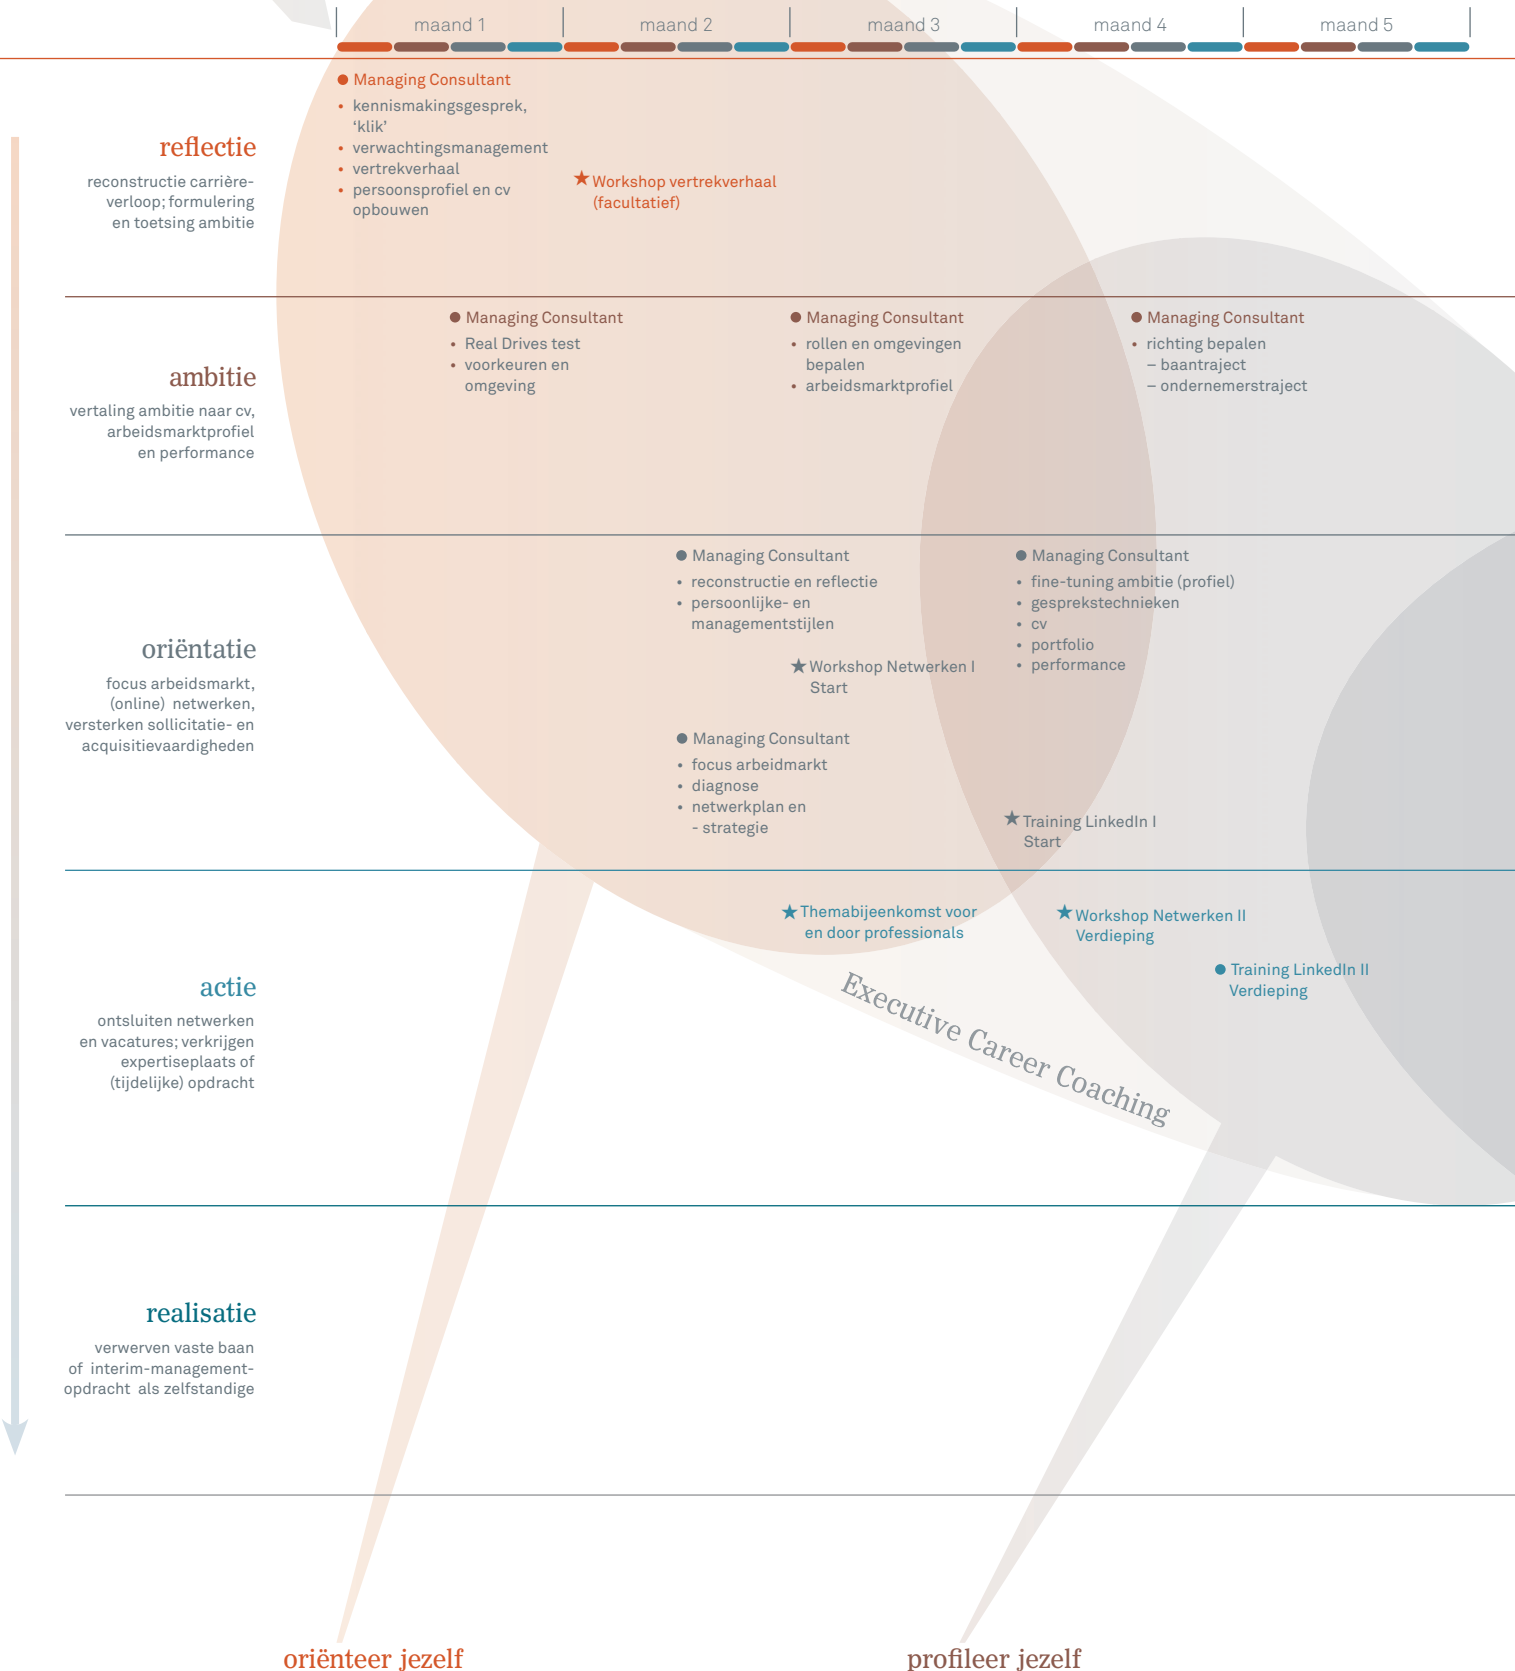 maand 1
maand 2
maand 3
maand 4
maand 5
reflectie
reconstructie carrière-
verloop; formulering
en toetsing ambitie
Managing Consultant
• kennismakingsgesprek,
‘klik’
• verwachtingsmanagement
• vertrekverhaal
• persoonsprofiel en cv
opbouwen
Workshop vertrekverhaal
(facultatief)
ambitie
vertaling ambitie naar cv,
arbeidsmarktprofiel
en performance
Managing Consultant
• Real Drives test
• voorkeuren en
omgeving
Managing Consultant
• rollen en omgevingen
bepalen
• arbeidsmarktprofiel
Managing Consultant
• richting bepalen
– baantraject
– ondernemerstraject
oriëntatie
focus arbeidsmarkt,
(online) netwerken,
versterken sollicitatie- en
acquisitievaardigheden
Managing Consultant
• reconstructie en reflectie
• persoonlijke- en
managementstijlen
Workshop Netwerken I
Start
Managing Consultant
• focus arbeidmarkt
• diagnose
• netwerkplan en
- strategie
Managing Consultant
• fine-tuning ambitie (profiel)
• gesprekstechnieken
• cv
• portfolio
• performance
Training LinkedIn I
Start
actie
ontsluiten netwerken
en vacatures; verkrijgen
expertiseplaats of
(tijdelijke) opdracht
Themabijeenkomst voor
en door professionals
Workshop Netwerken II
Verdieping
Training LinkedIn II
Verdieping
Executive Career Coaching
realisatie
verwerven vaste baan
of interim-management-
opdracht als zelfstandige
oriënteer jezelf
profileer jezelf